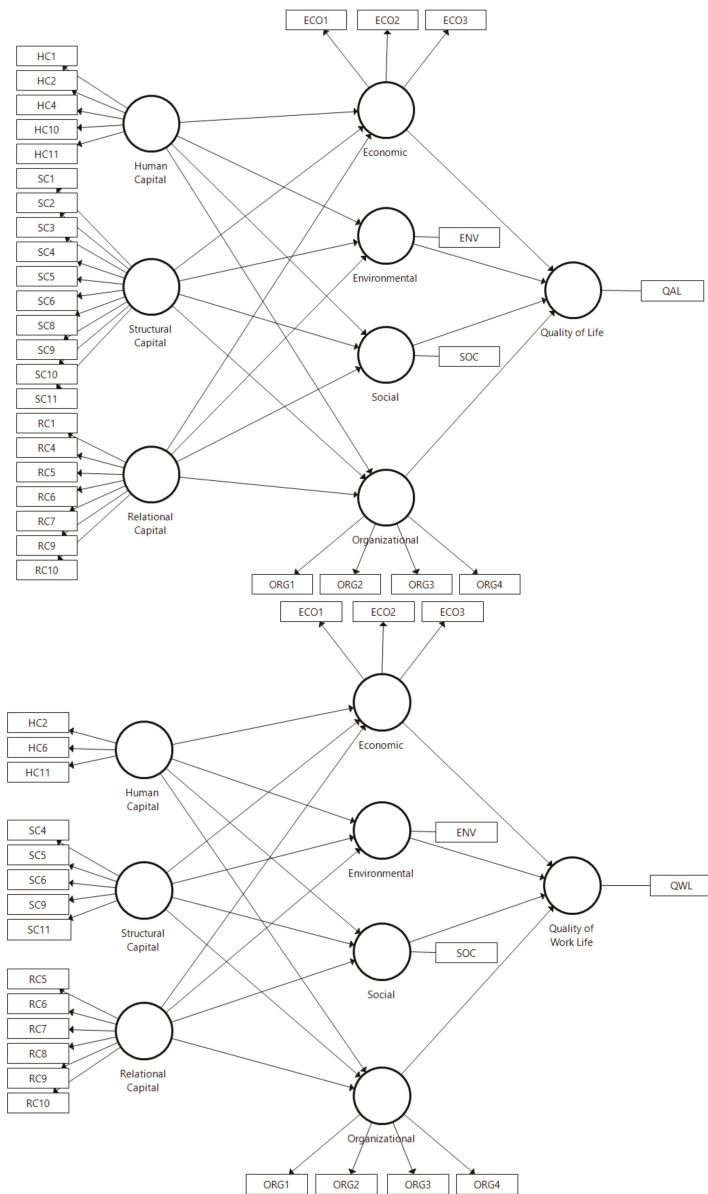 ECO1 ECO2 ECO3
HC1
HC2
HC4
HC10
HC11
Human
Capital
Economic
SC1
SC2
SC3
SC4
SC5
SC6
SC8
SC9
SC10
SC11
Structural
Capital
ENV
Environmental
QAL
Quality of Life
SOC
Social
RC1
RC4
RC5
RC6
RC7
RC9
RC10
Relational
Capital
Organizational
ORG1 ORG2 ORG3 ORG4
ECO1 ECO2 ECO3
HC2
HC6
HC11
Human
Capital
Economic
SC4
SC5
SC6
SC9
SC11
Structural
Capital
ENV
Environmental
QWL
Quality of
Work Life
SOC
Social
RC5
RC6
RC7
RC8
RC9
RC10
Relational
Capital
Organizational
ORG1 ORG2 ORG3 ORG4